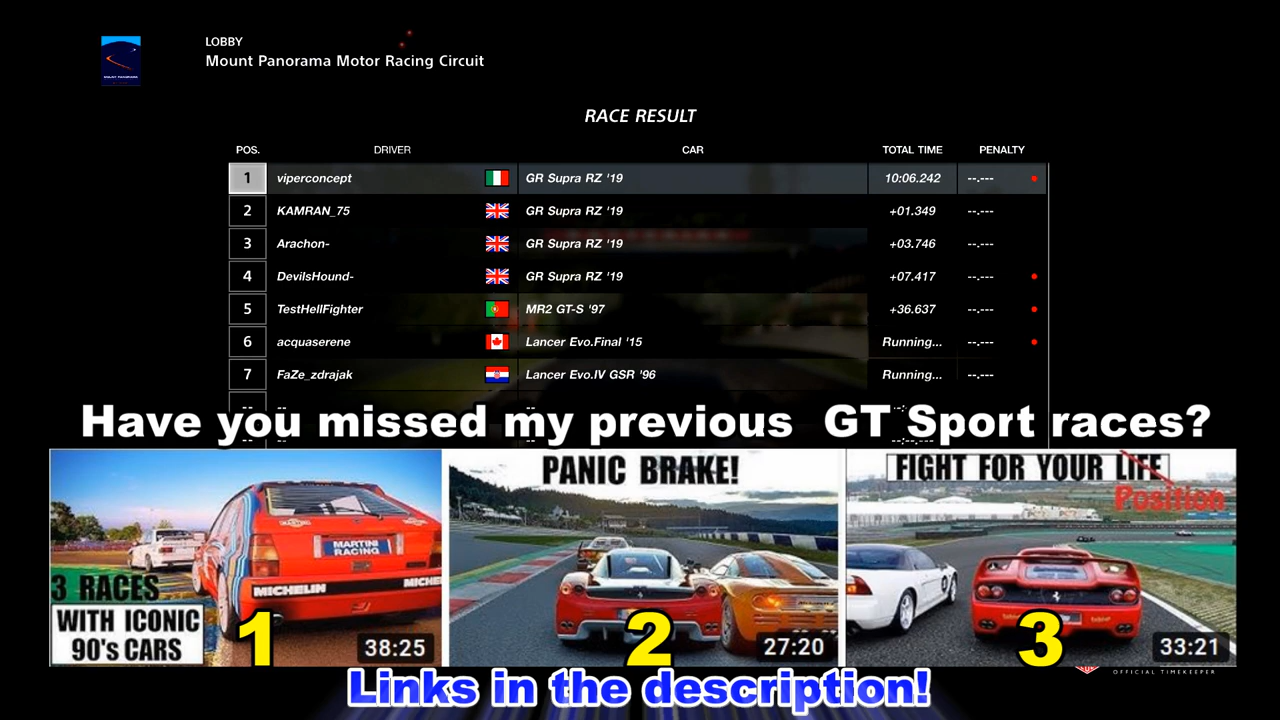 LOBBY
Mount Panorama Motor Racing Circuit
MOUNT PANORAMA
RACE RESULT
POS. DRIVER CAR TOTAL TIME PENALTY
1 viperconcept GR Supra RZ '19 10:06.242 --.---
2 KAMRAN_75 GR Supra RZ '19 +01.349 --.---
3 Arachon- GR Supra RZ '19 +03.746 --.---
4 DevilsHound- GR Supra RZ '19 +07.417 --.---
5 TestHellFighter MR2 GT-S '97 +36.637 --.---
6 acquaserene Lancer Evo.Final '15 Running... --.---
7 FaZe_zdrajak Lancer Evo.IV GSR '96 Running... --.---
Have you missed my previous GT Sport races?
MARTINI
RACING
MICHELIN
3 RACES
WITH ICONIC
90's CARS
1
38:25
PANIC BRAKE!
2
27:20
FIGHT FOR YOUR LIFE
Position
3
33:21
OFFICIAL TIMEKEEPER
Links in the description!